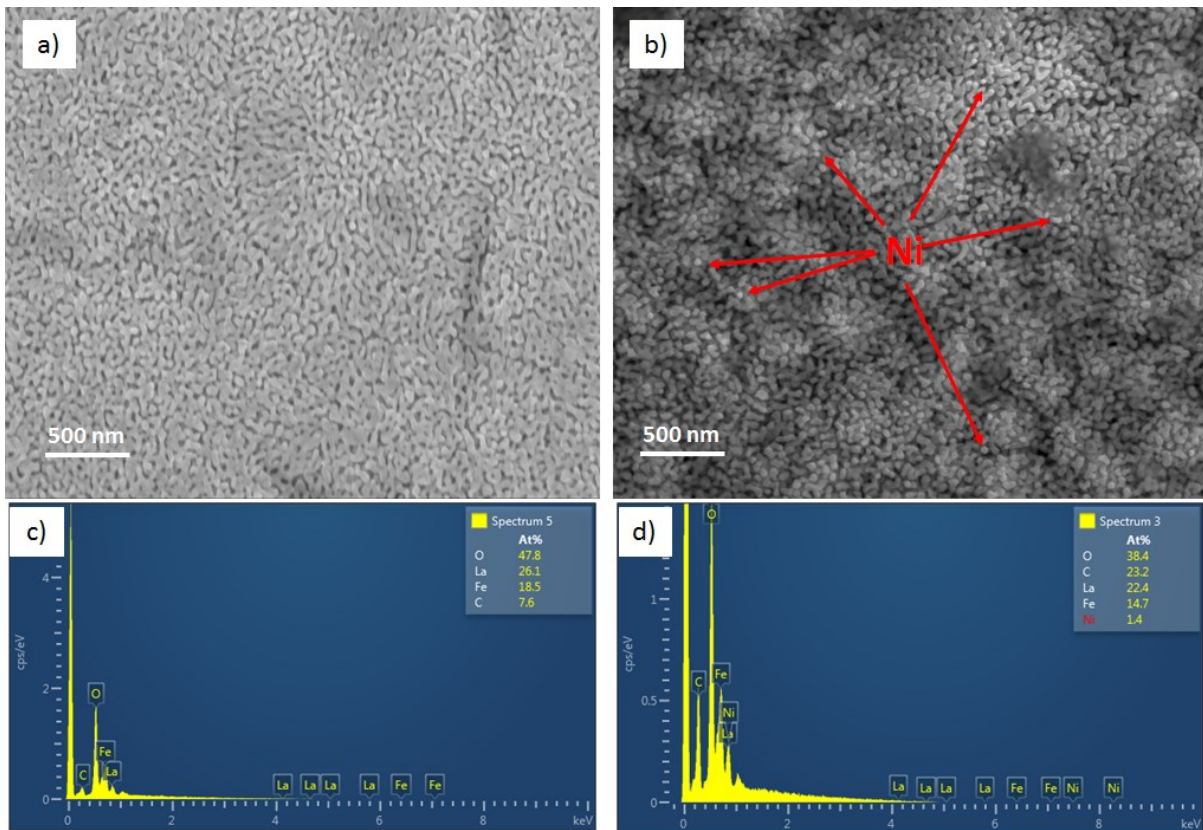 a)
500 nm
b)
Ni
500 nm
c)
Spectrum 5
At%
O 47.8
La 26.1
Fe 18.5
C 7.6
cps/eV
4
2
0
C
O
Fe
La
La
La
La
La
Fe
Fe
0 2 4 6 8 keV
d)
Spectrum 3
At%
O 38.4
C 23.2
La 22.4
Fe 14.7
Ni 1.4
cps/eV
1
0.5
0
C
O
Fe
Ni
La
La
La
La
La
Fe
Fe
Ni
Ni
0 2 4 6 8 keV